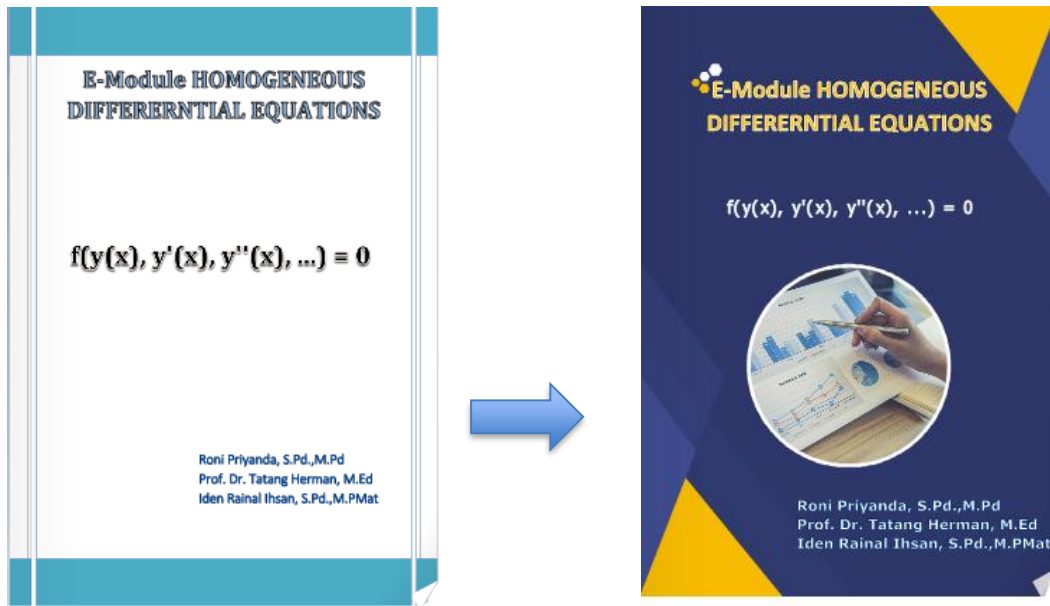 E-Module HOMOGENEOUS
DIFFERERNTIAL EQUATIONS
f(y(x), y'(x), y''(x), ...) = 0
Roni Priyanda, S.Pd.,M.Pd
Prof. Dr. Tatang Herman, M.Ed
Iden Rainal Ihsan, S.Pd.,M.PMat
E-Module HOMOGENEOUS
DIFFERERNTIAL EQUATIONS
f(y(x), y'(x), y"(x), ...) = 0
Roni Priyanda, S.Pd.,M.Pd
Prof. Dr. Tatang Herman, M.Ed
Iden Rainal Ihsan, S.Pd.,M.PMat